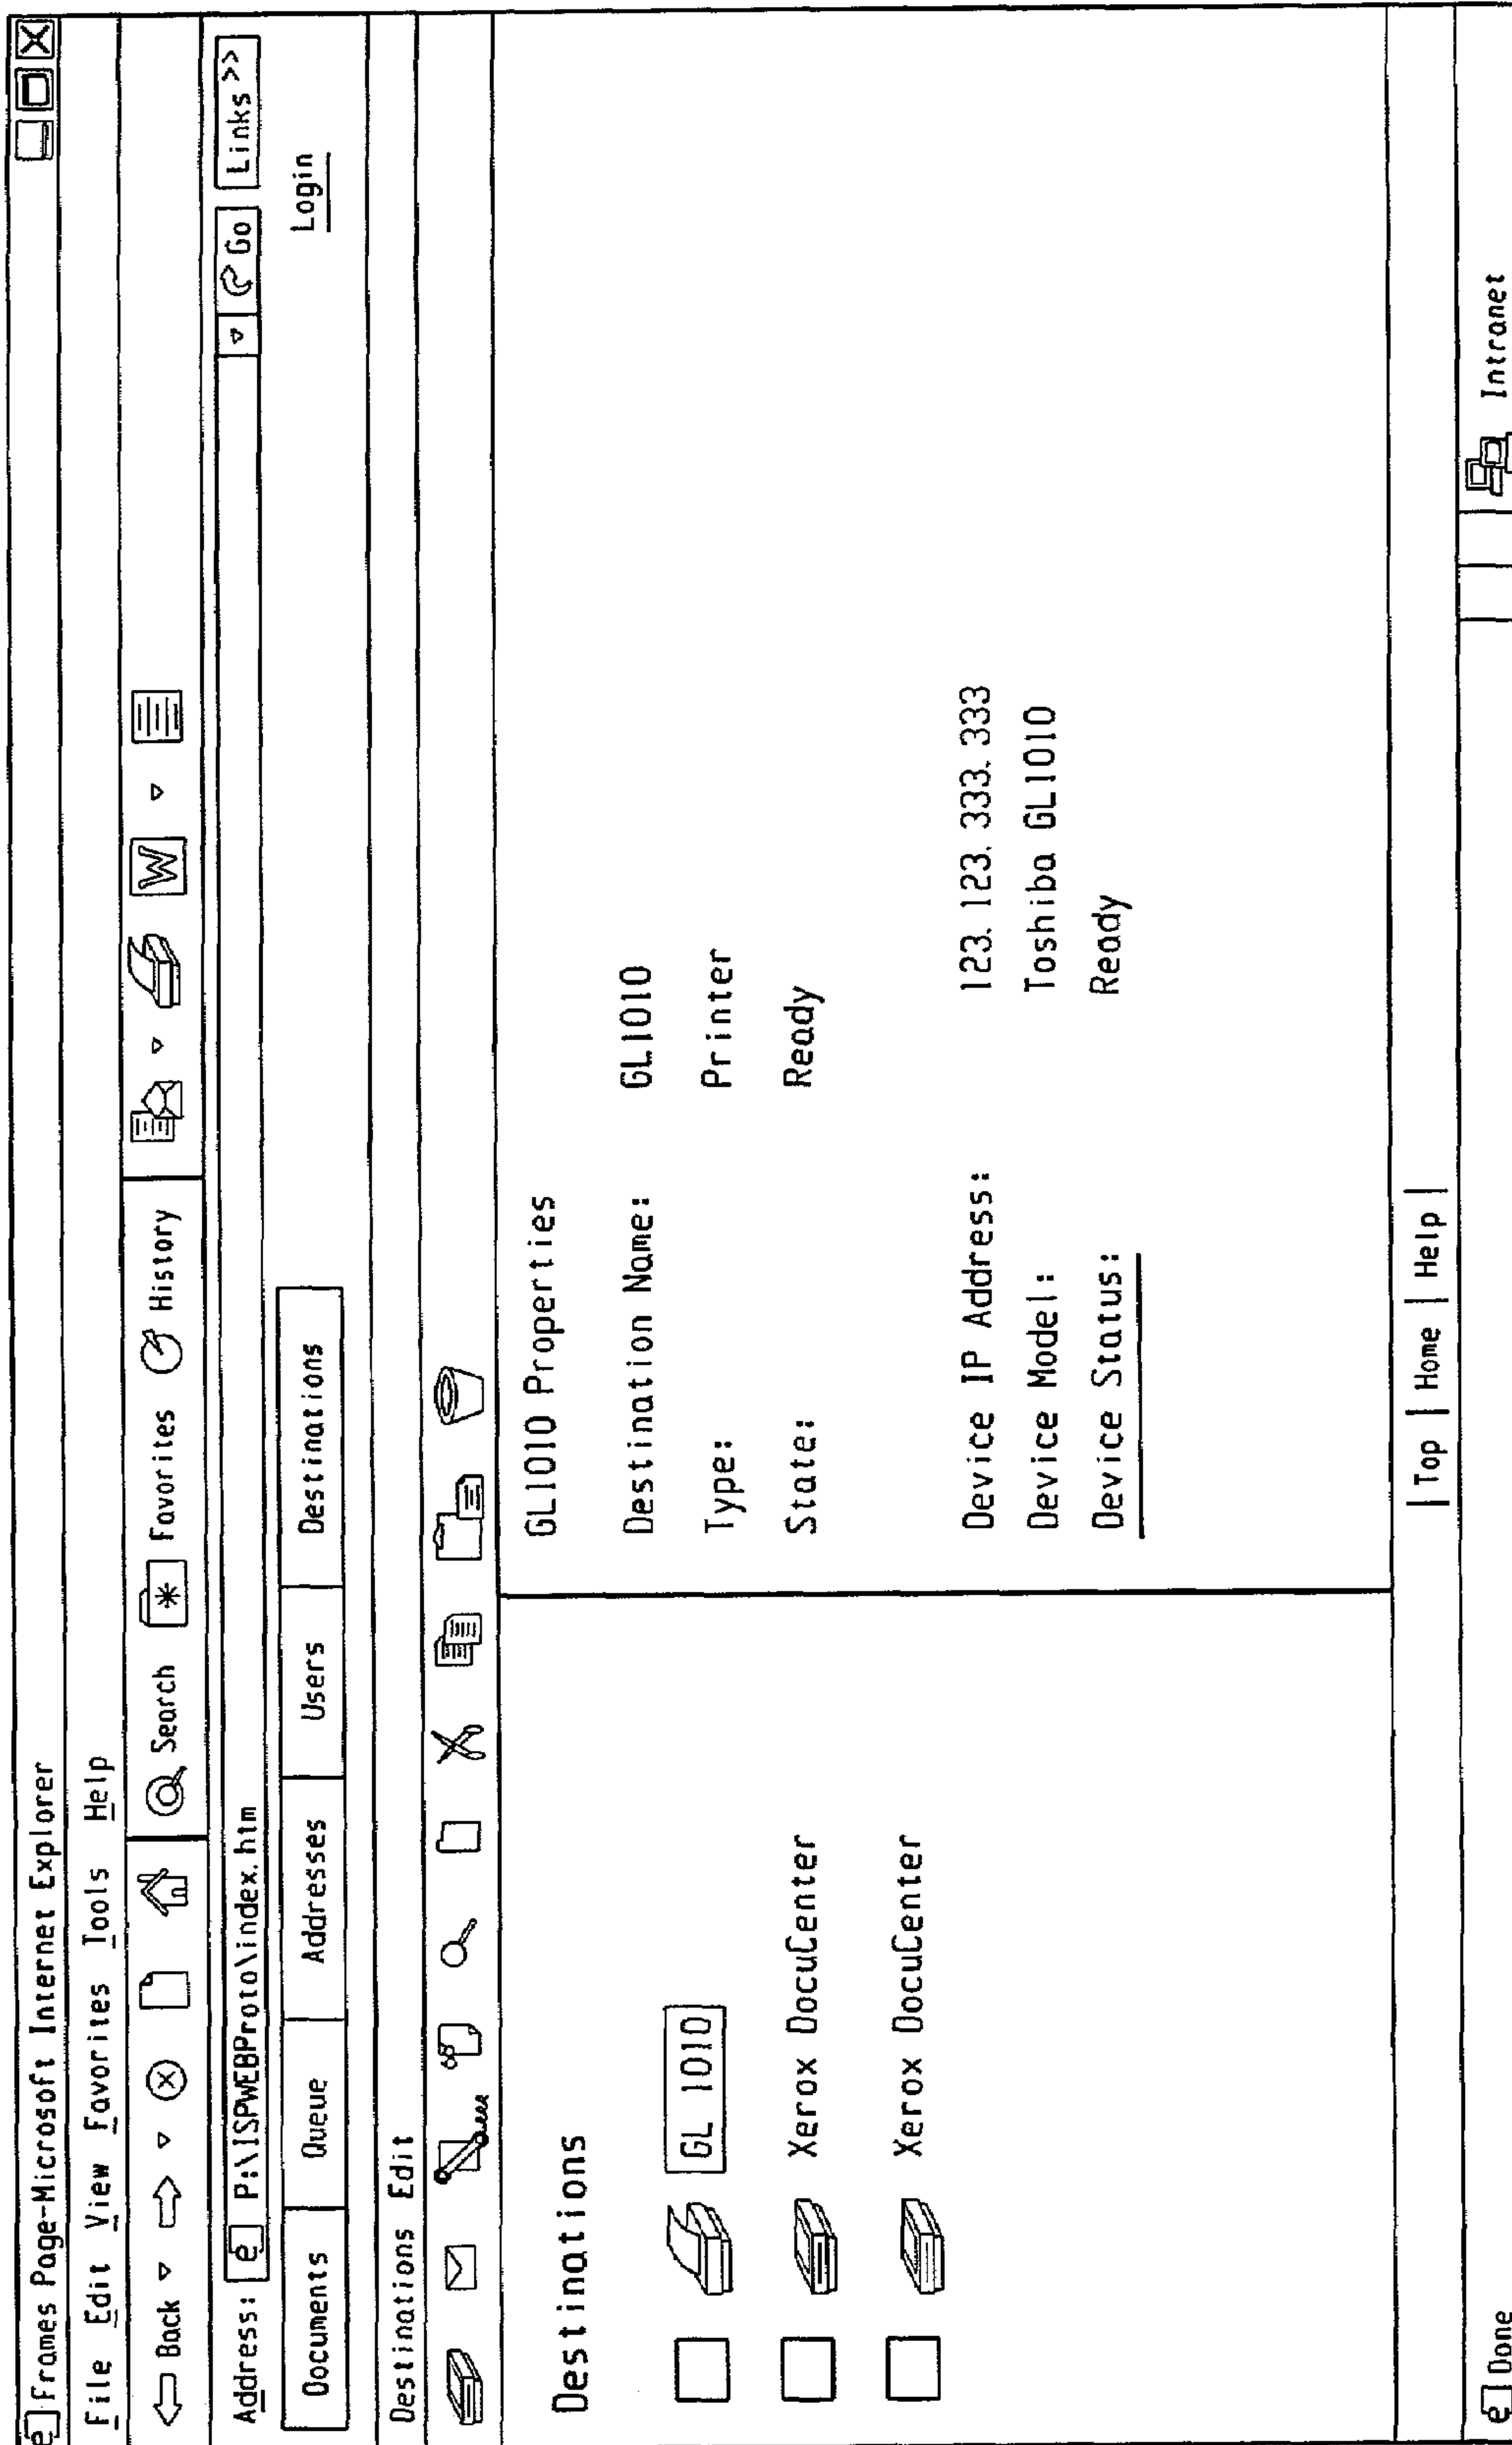 Frames Page-Microsoft Internet Explorer
File Edit View Favorites Tools Help
Back Search Favorites History W
Address: P:\ISPWEBProto\index.htm Go Links >>
Documents Queue Addresses Users Destinations Login
Destinations Edit
Destinations
GL 1010
Xerox DocuCenter
Xerox DocuCenter
GL1010 Properties
Destination Name: GL1010
Type: Printer
State: Ready
Device IP Address: 123. 123. 333. 333
Device Model: Toshiba GL1010
Device Status: Ready
| Top | Home | Help |
Done Intranet